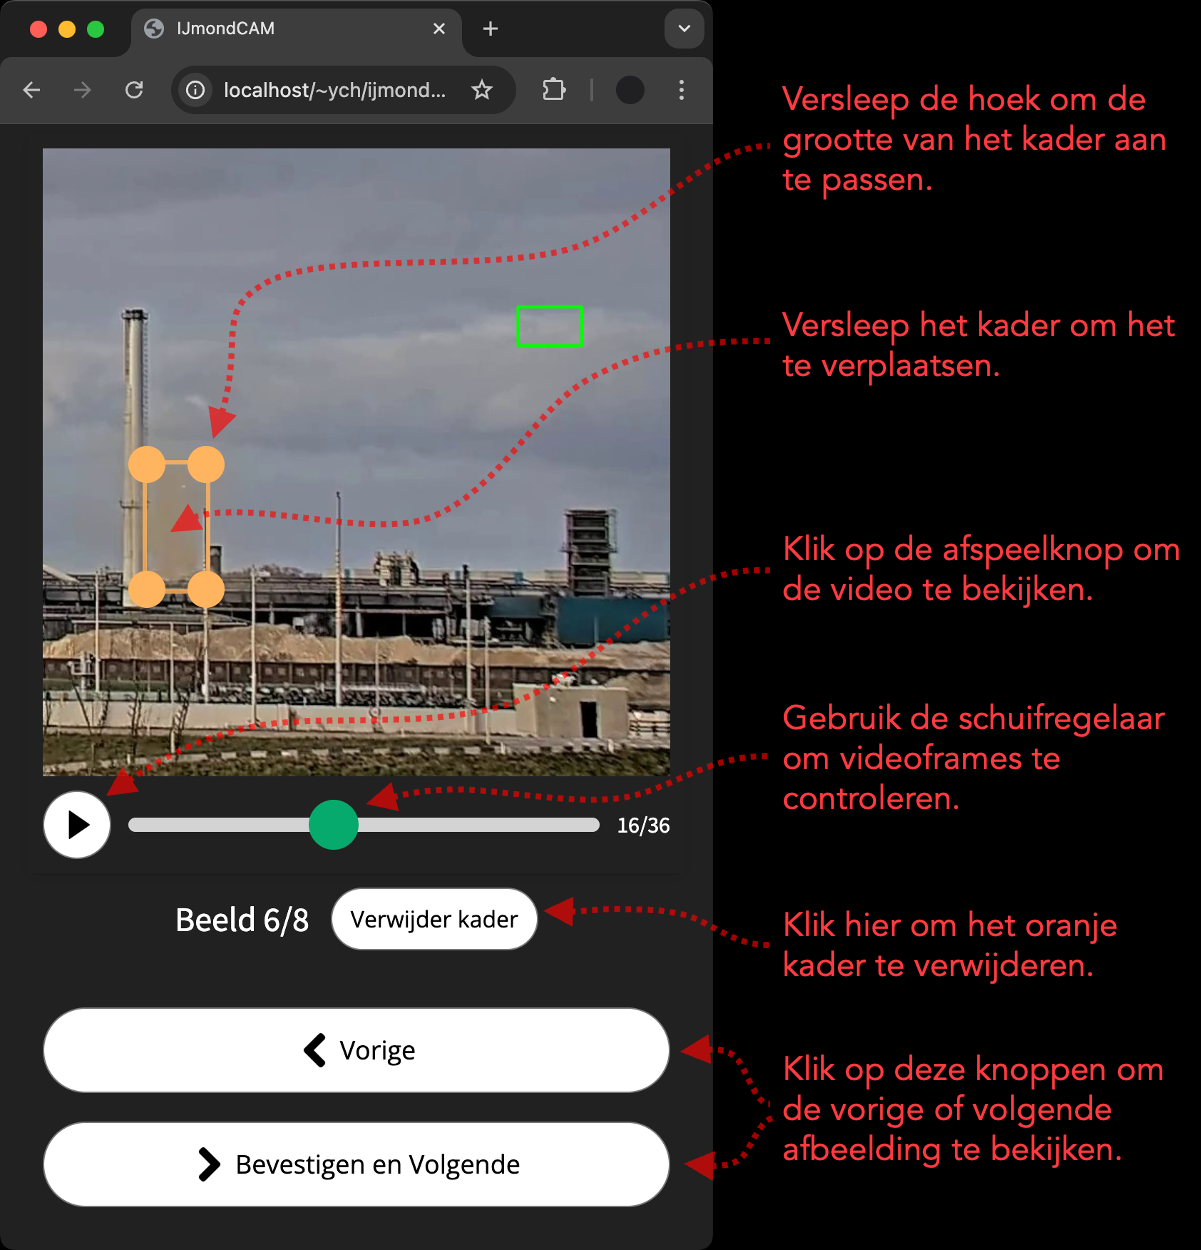 IJmondCAM
localhost/~ych/ijmond...
Versleep de hoek om de
grootte van het kader aan
te passen.
Versleep het kader om het
te verplaatsen.
Klik op de afspeelknop om
de video te bekijken.
Gebruik de schuifregelaar
om videoframes te
controleren.
16/36
Beeld 6/8
Verwijder kader
Klik hier om het oranje
kader te verwijderen.
Vorige
Bevestigen en Volgende
Klik op deze knoppen om
de vorige of volgende
afbeelding te bekijken.